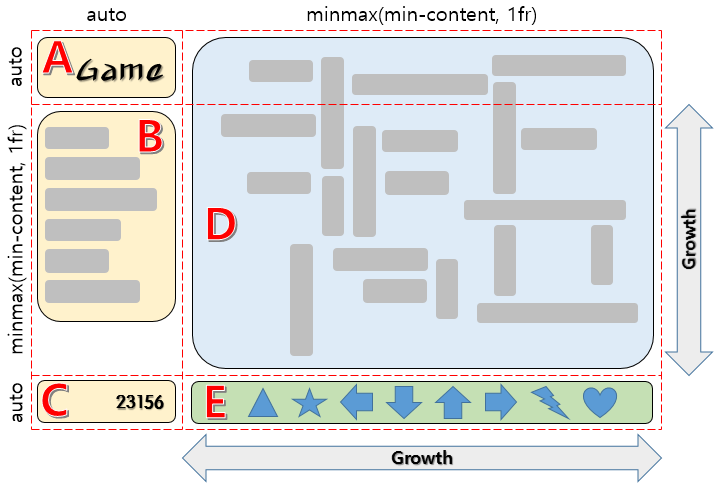 auto
minmax(min-content, 1fr)
auto
A
Game
minmax(min-content, 1fr)
B
D
Growth
auto
C
23156
E
Growth